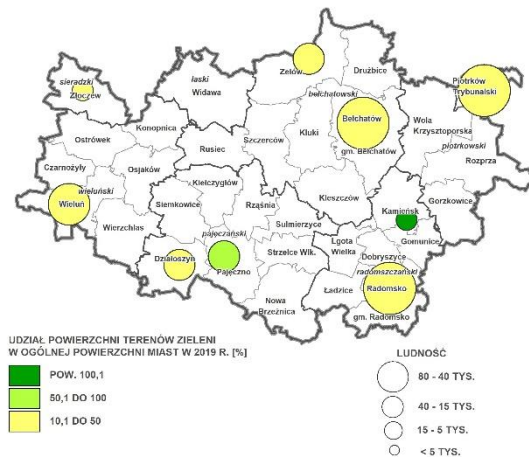 sieradzki
Złoczew
łaski
Widawa
Zelów
Drużbice
Piotrków
Trybunalski
bełchatowski
Bełchatów
Konopnica
Ostrówek
Rusiec
Szczerców
Kluki
gm. Bełchatów
Wola
Krzysztoporska
piotrkowski
Rozprza
Czarnożyły
Osjaków
wieluński
Wieluń
Kiełczygłów
Siemkowice
Rząśnia
Kleszczów
Kamieńsk
Gorzkowice
Wierzchlas
Sulmierzyce
pajęczański
Gomunice
Działoszyn
Pajęczno
Strzelce Wlk.
Lgota
Wielka
Dobryszyce
radomszczański
Radomsko
Ładzice
Nowa
Brzeźnica
gm. Radomsko
UDZIAŁ POWIERZCHNI TERENÓW ZIELENI
W OGÓLNEJ POWIERZCHNI MIAST W 2019 R. [%]
POW. 100,1
50,1 DO 100
10,1 DO 50
LUDNOŚĆ
80 - 40 TYS.
40 - 15 TYS.
15 - 5 TYS.
< 5 TYS.